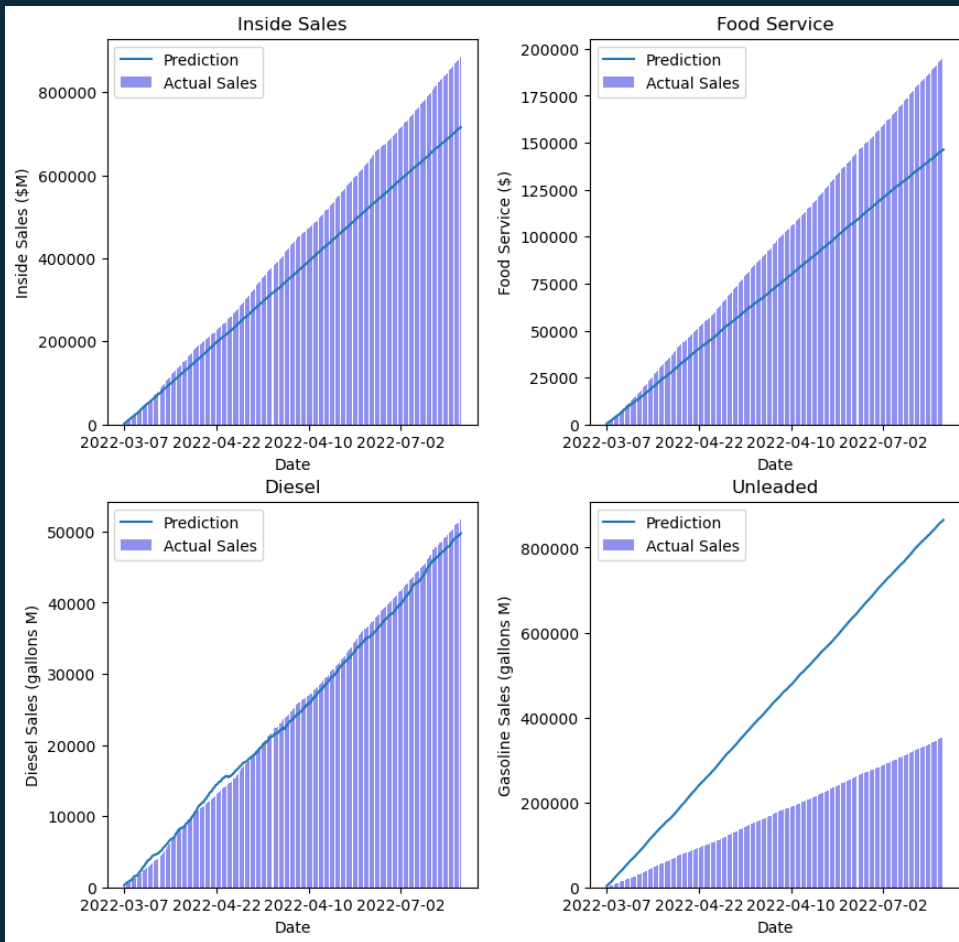 Inside Sales
Prediction
Actual Sales
800000
600000
400000
200000
0
Inside Sales ($M)
2022-03-07 2022-04-22 2022-04-10 2022-07-02
Date
Food Service
Prediction
Actual Sales
200000
175000
150000
125000
100000
75000
50000
25000
0
Food Service ($)
2022-03-07 2022-04-22 2022-04-10 2022-07-02
Date
Diesel
Prediction
Actual Sales
50000
40000
30000
20000
10000
0
Diesel Sales (gallons M)
2022-03-07 2022-04-22 2022-04-10 2022-07-02
Date
Unleaded
Prediction
Actual Sales
800000
600000
400000
200000
0
Gasoline Sales (gallons M)
2022-03-07 2022-04-22 2022-04-10 2022-07-02
Date